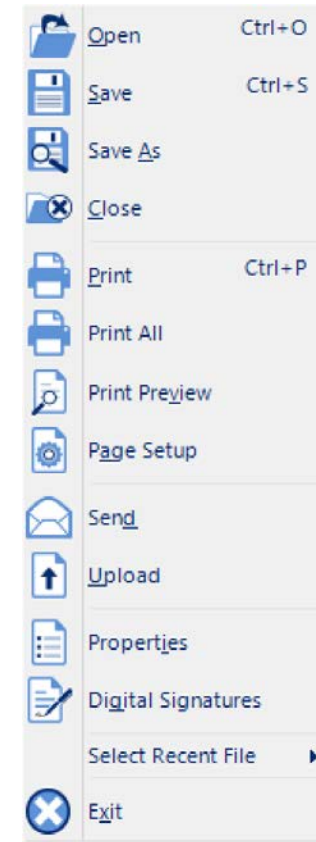 Open Ctrl+O
Save Ctrl+S
Save As
Close
Print Ctrl+P
Print All
Print Preview
Page Setup
Send
Upload
Properties
Digital Signatures
Select Recent File
Exit